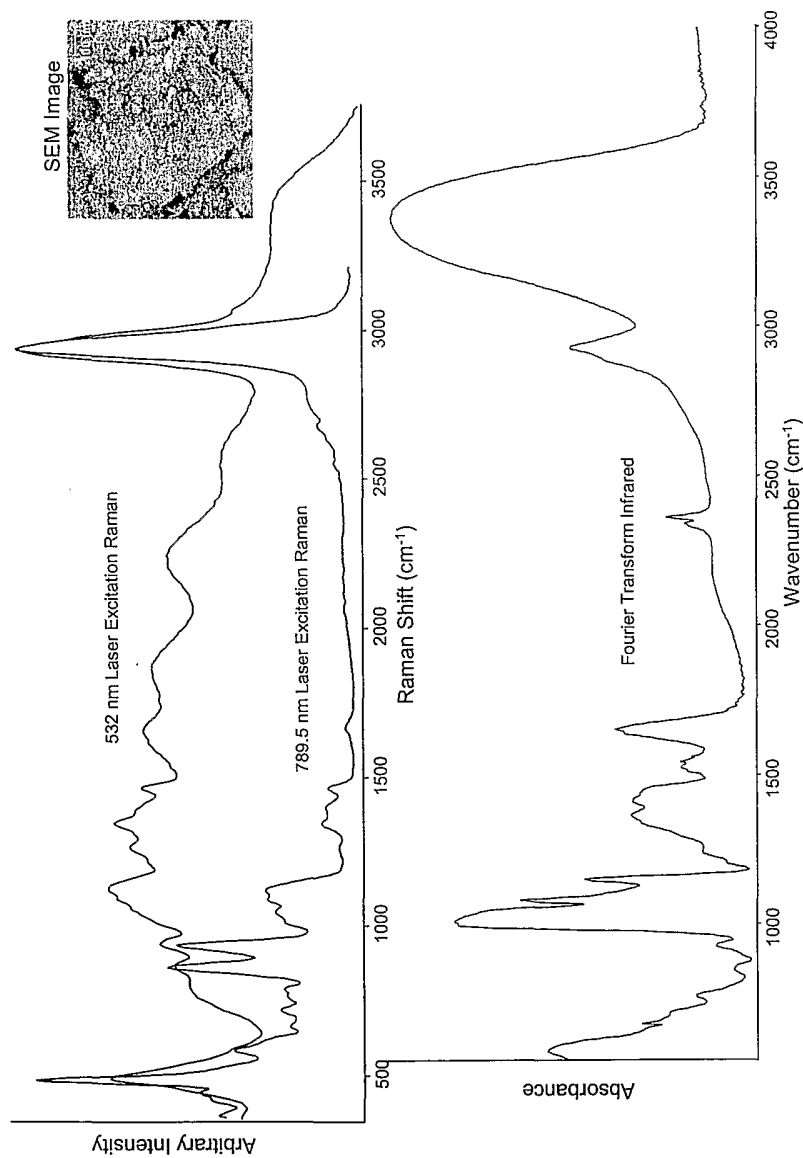 SEM Image
532 nm Laser Excitation Raman
789.5 nm Laser Excitation Raman
Arbitrary Intensity
500
1000
1500
2000
2500
3000
3500
Raman Shift (cm-1)
Fourier Transform Infrared
Absorbance
1000
1500
2000
2500
3000
3500
4000
Wavenumber (cm-1)